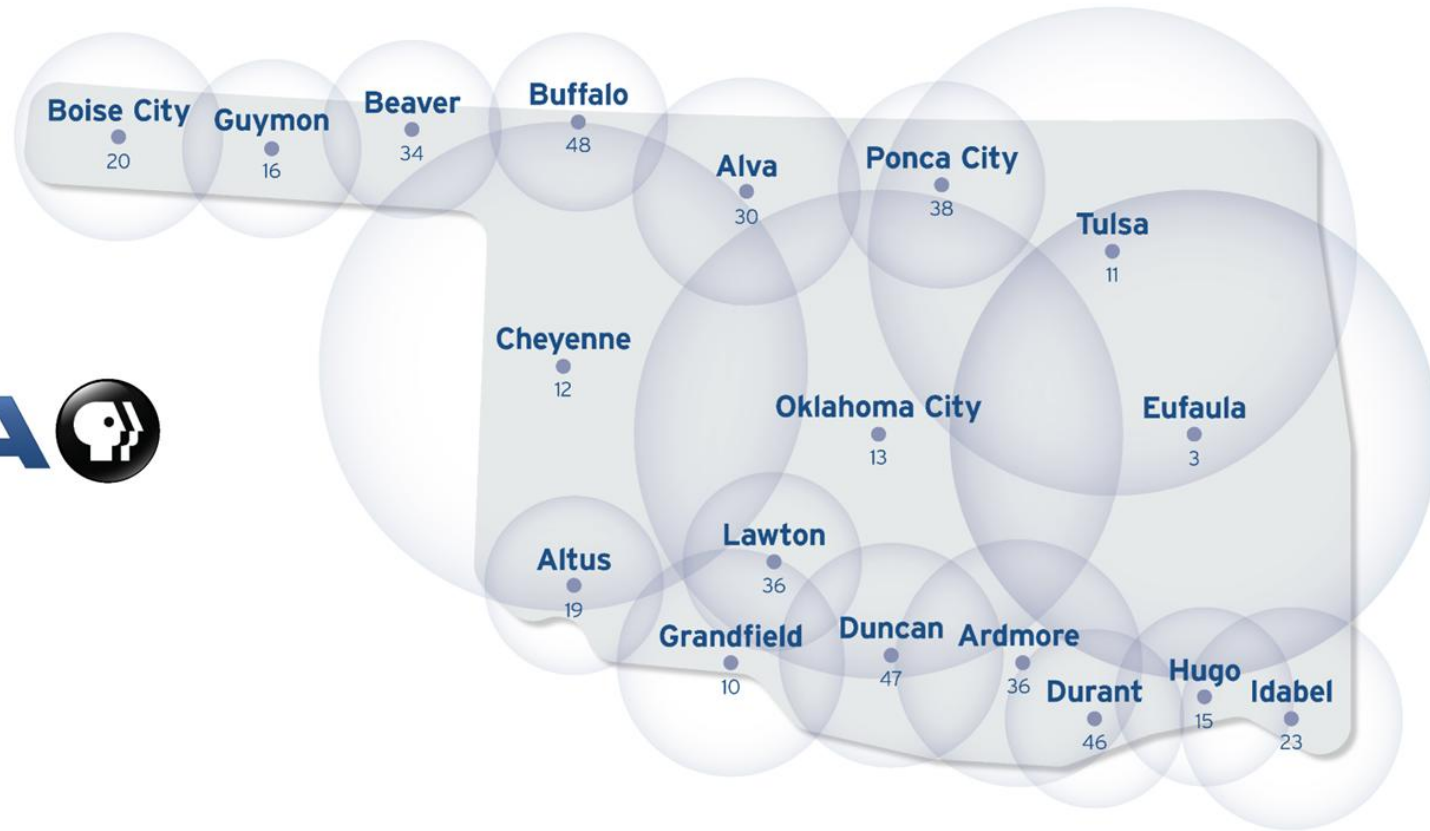 Boise City
20
Guymon
16
Beaver
34
Buffalo
48
Alva
30
Ponca City
38
Tulsa
11
Cheyenne
12
Oklahoma City
13
Eufaula
3
A
Altus
19
Lawton
36
Grandfield
10
Duncan
47
Ardmore
36
Durant
46
Hugo
15
Idabel
23